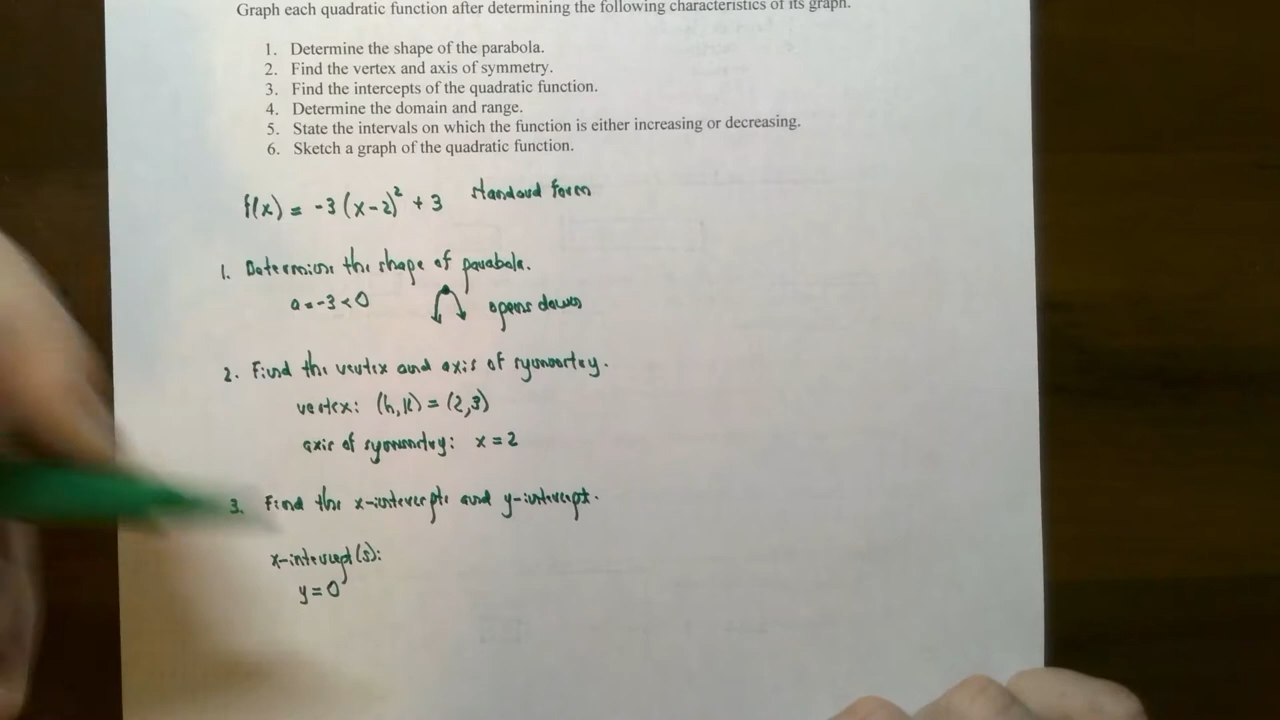 Graph each quadratic function after determining the following characteristics of its graph.
1. Determine the shape of the parabola.
2. Find the vertex and axis of symmetry.
3. Find the intercepts of the quadratic function.
4. Determine the domain and range.
5. State the intervals on which the function is either increasing or decreasing.
6. Sketch a graph of the quadratic function.
f(x) = -3(x-2)² + 3 standard form
1. Determine the shape of parabola.
a = -3 < 0 opens down
2. Find the vertex and axis of symmetry.
vertex: (h,k) = (2,3)
axis of symmetry: x = 2
3. Find the x-intercepts and y-intercept.
x-intercept(s):
y = 0